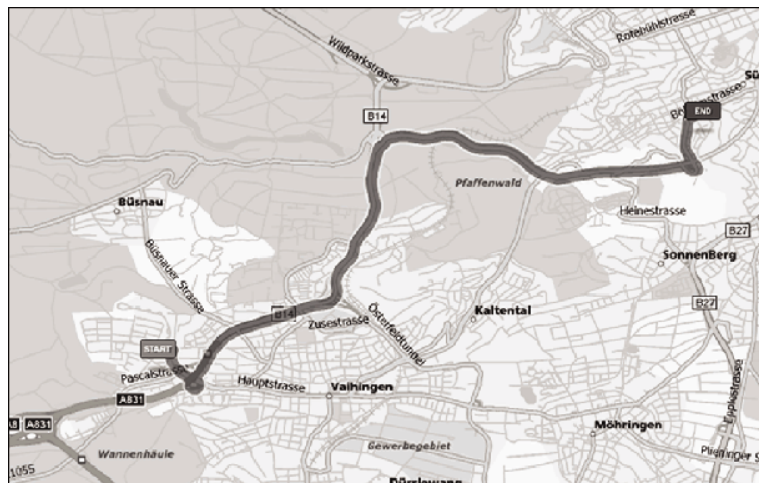 Rotebühlstrasse
Wildparkstrasse
B14
END
Pfaffenwald
Büsnau
Heinestrasse
B27
Büsnauer Strasse
SonnenBerg
B27
B14
Kaltental
Zusestrasse
Österfeldtunnel
START
Pascalstrasse
Hauptstrasse
Vaihingen
A831
A831
Möhringen
Gewerbegebiet
Wannenhäule